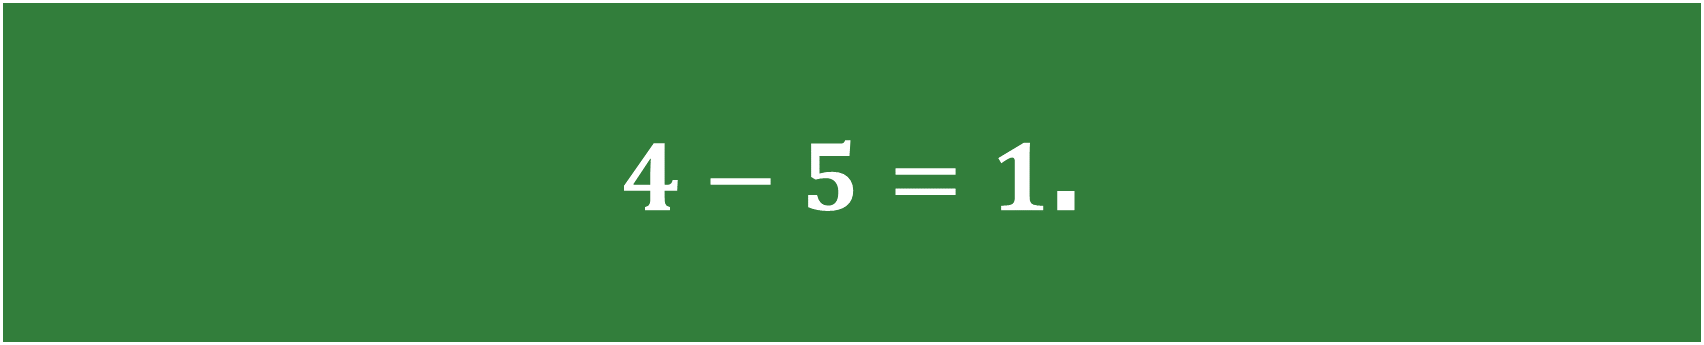 4 – 5 = 1.